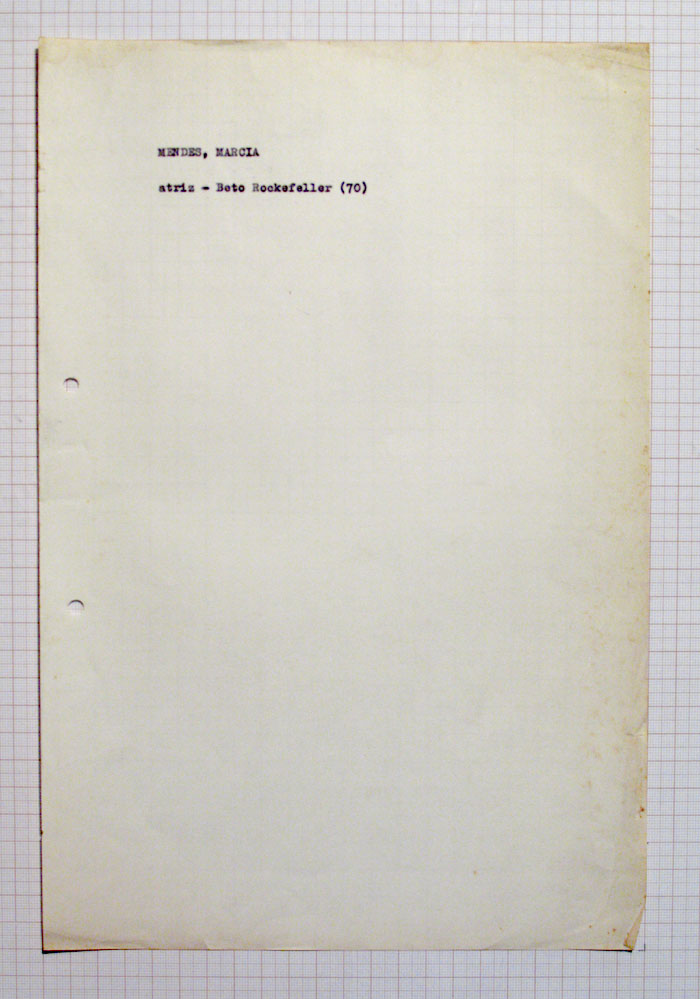 MENDES, MARCIA
atriz - Beto Rockefeller (70)